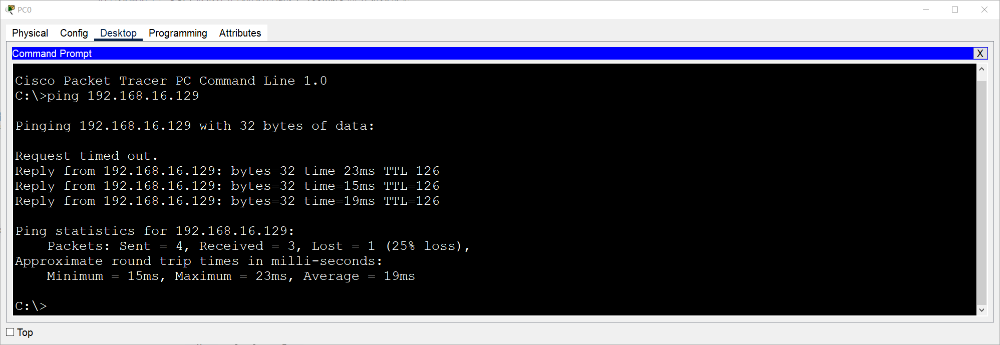 PC0
Physical Config Desktop Programming Attributes
Command Prompt X
Cisco Packet Tracer PC Command Line 1.0
C:\>ping 192.168.16.129
Pinging 192.168.16.129 with 32 bytes of data:
Request timed out.
Reply from 192.168.16.129: bytes=32 time=23ms TTL=126
Reply from 192.168.16.129: bytes=32 time=15ms TTL=126
Reply from 192.168.16.129: bytes=32 time=19ms TTL=126
Ping statistics for 192.168.16.129:
    Packets: Sent = 4, Received = 3, Lost = 1 (25% loss),
Approximate round trip times in milli-seconds:
    Minimum = 15ms, Maximum = 23ms, Average = 19ms
C:\>
Top